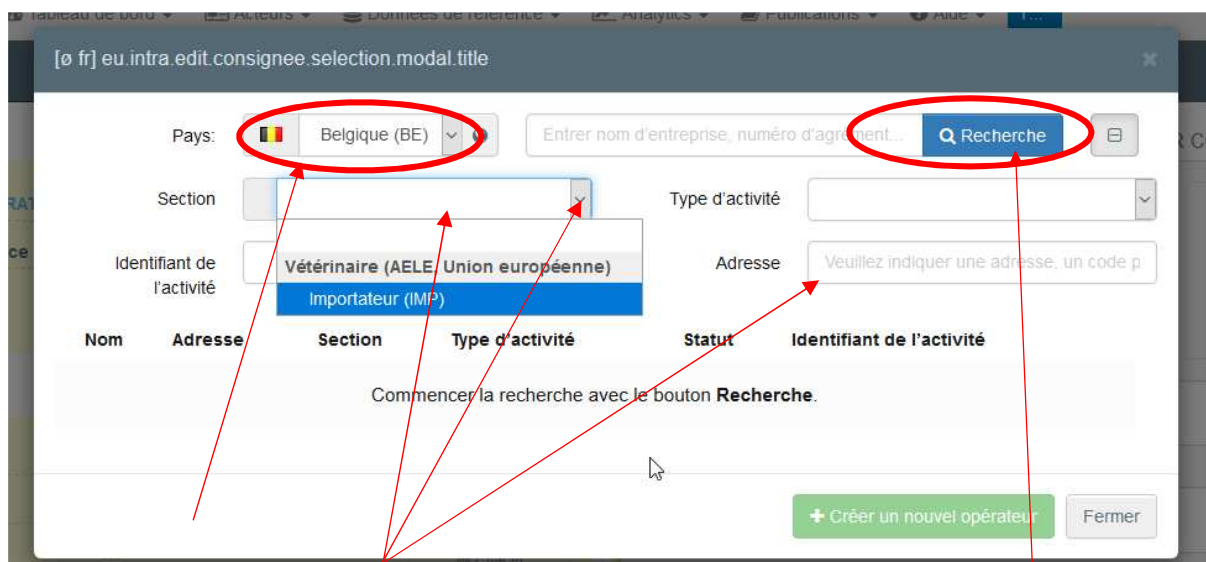 Tableau de bord Acteurs Données de référence Analytics Publications Aide
[ø fr] eu.intra.edit.consignee.selection.modal.title
Pays: Belgique (BE) Entrer nom d'entreprise, numéro d'agrément... Recherche
Section Type d'activité
Identifiant de l'activité
Vétérinaire (AELE, Union européenne)
Adresse Veuillez indiquer une adresse, un code p
Importateur (IMP)
Nom Adresse Section Type d'activité Statut Identifiant de l'activité
Commencer la recherche avec le bouton Recherche.
+ Créer un nouvel opérateur Fermer